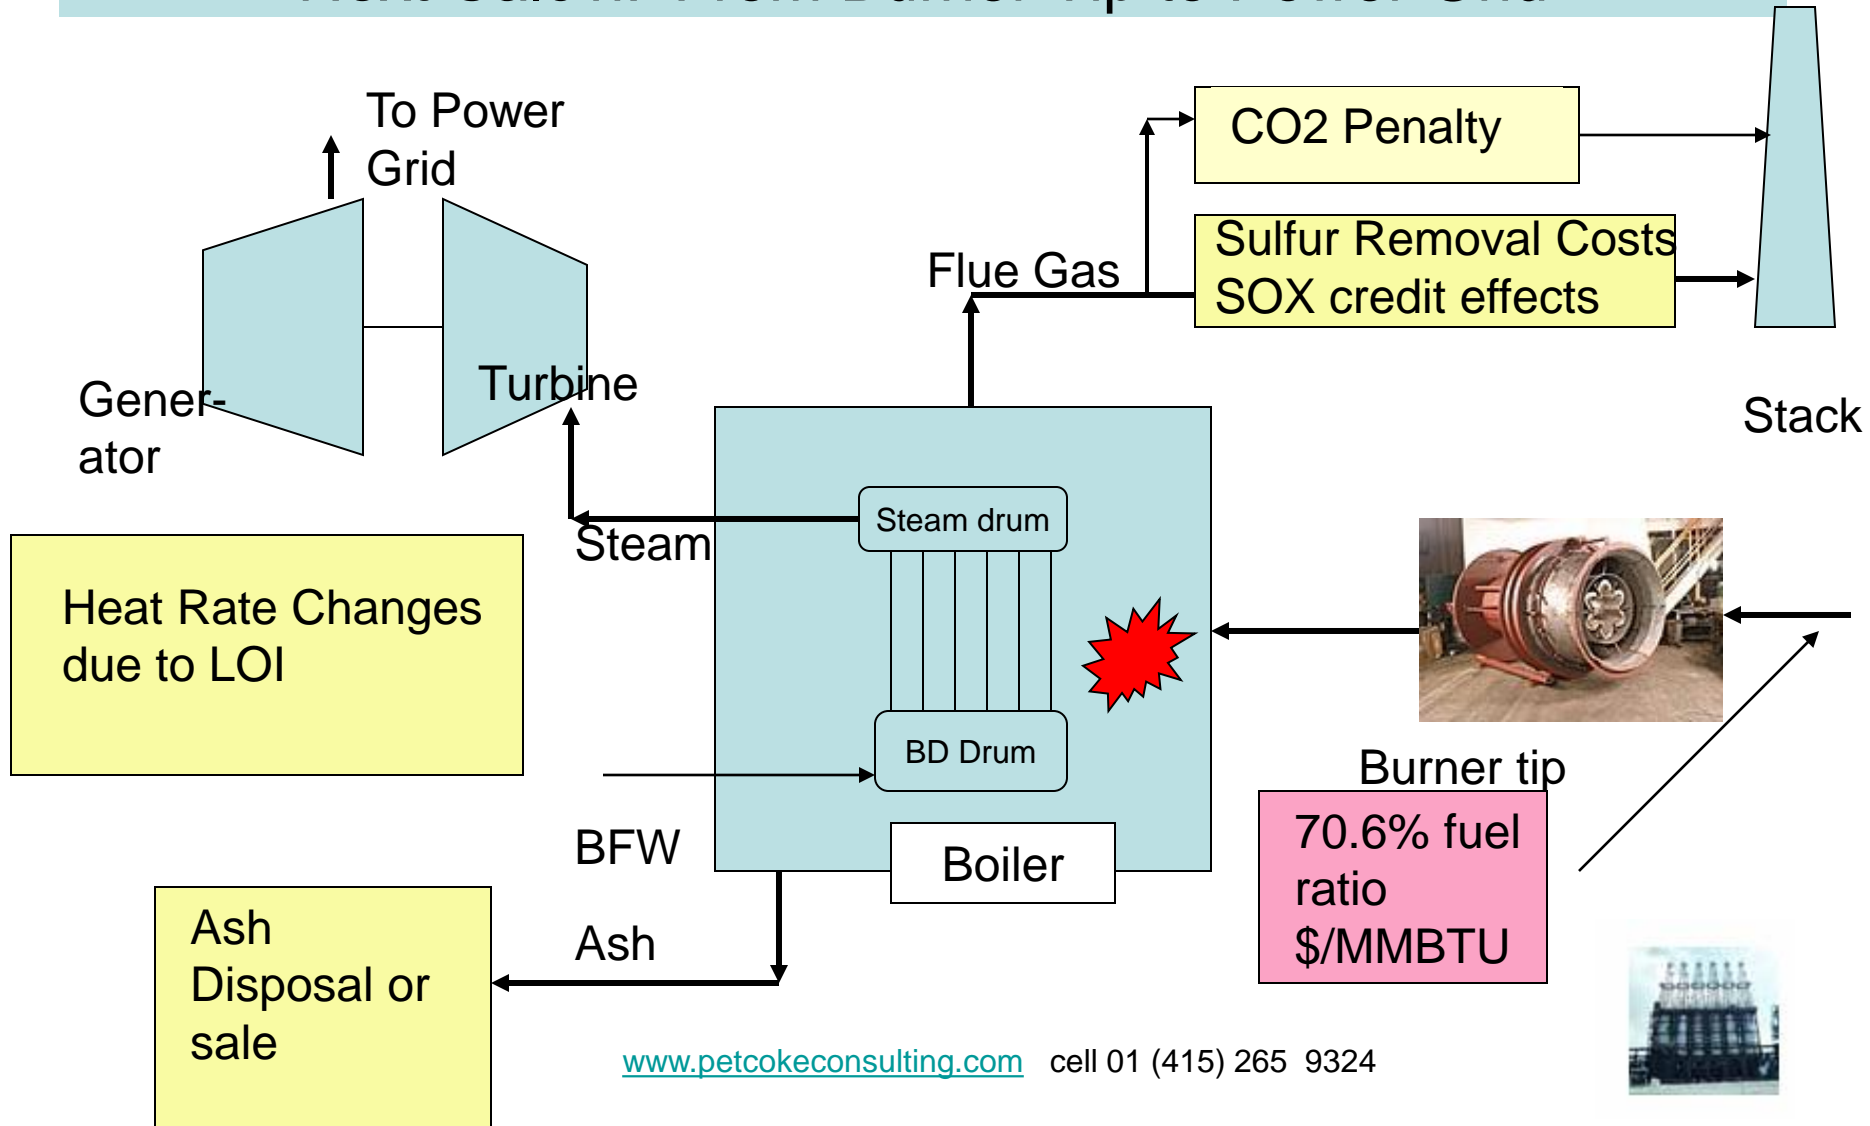 To Power
Grid
CO2 Penalty
Sulfur Removal Costs
SOX credit effects
Flue Gas
Turbine
Gener-
ator
Stack
Steam drum
Steam
Heat Rate Changes
due to LOI
BD Drum
Burner tip
BFW
Boiler
70.6% fuel
ratio
$/MMBTU
Ash
Disposal or
sale
Ash
www.petcokeconsulting.com cell 01 (415) 265 9324